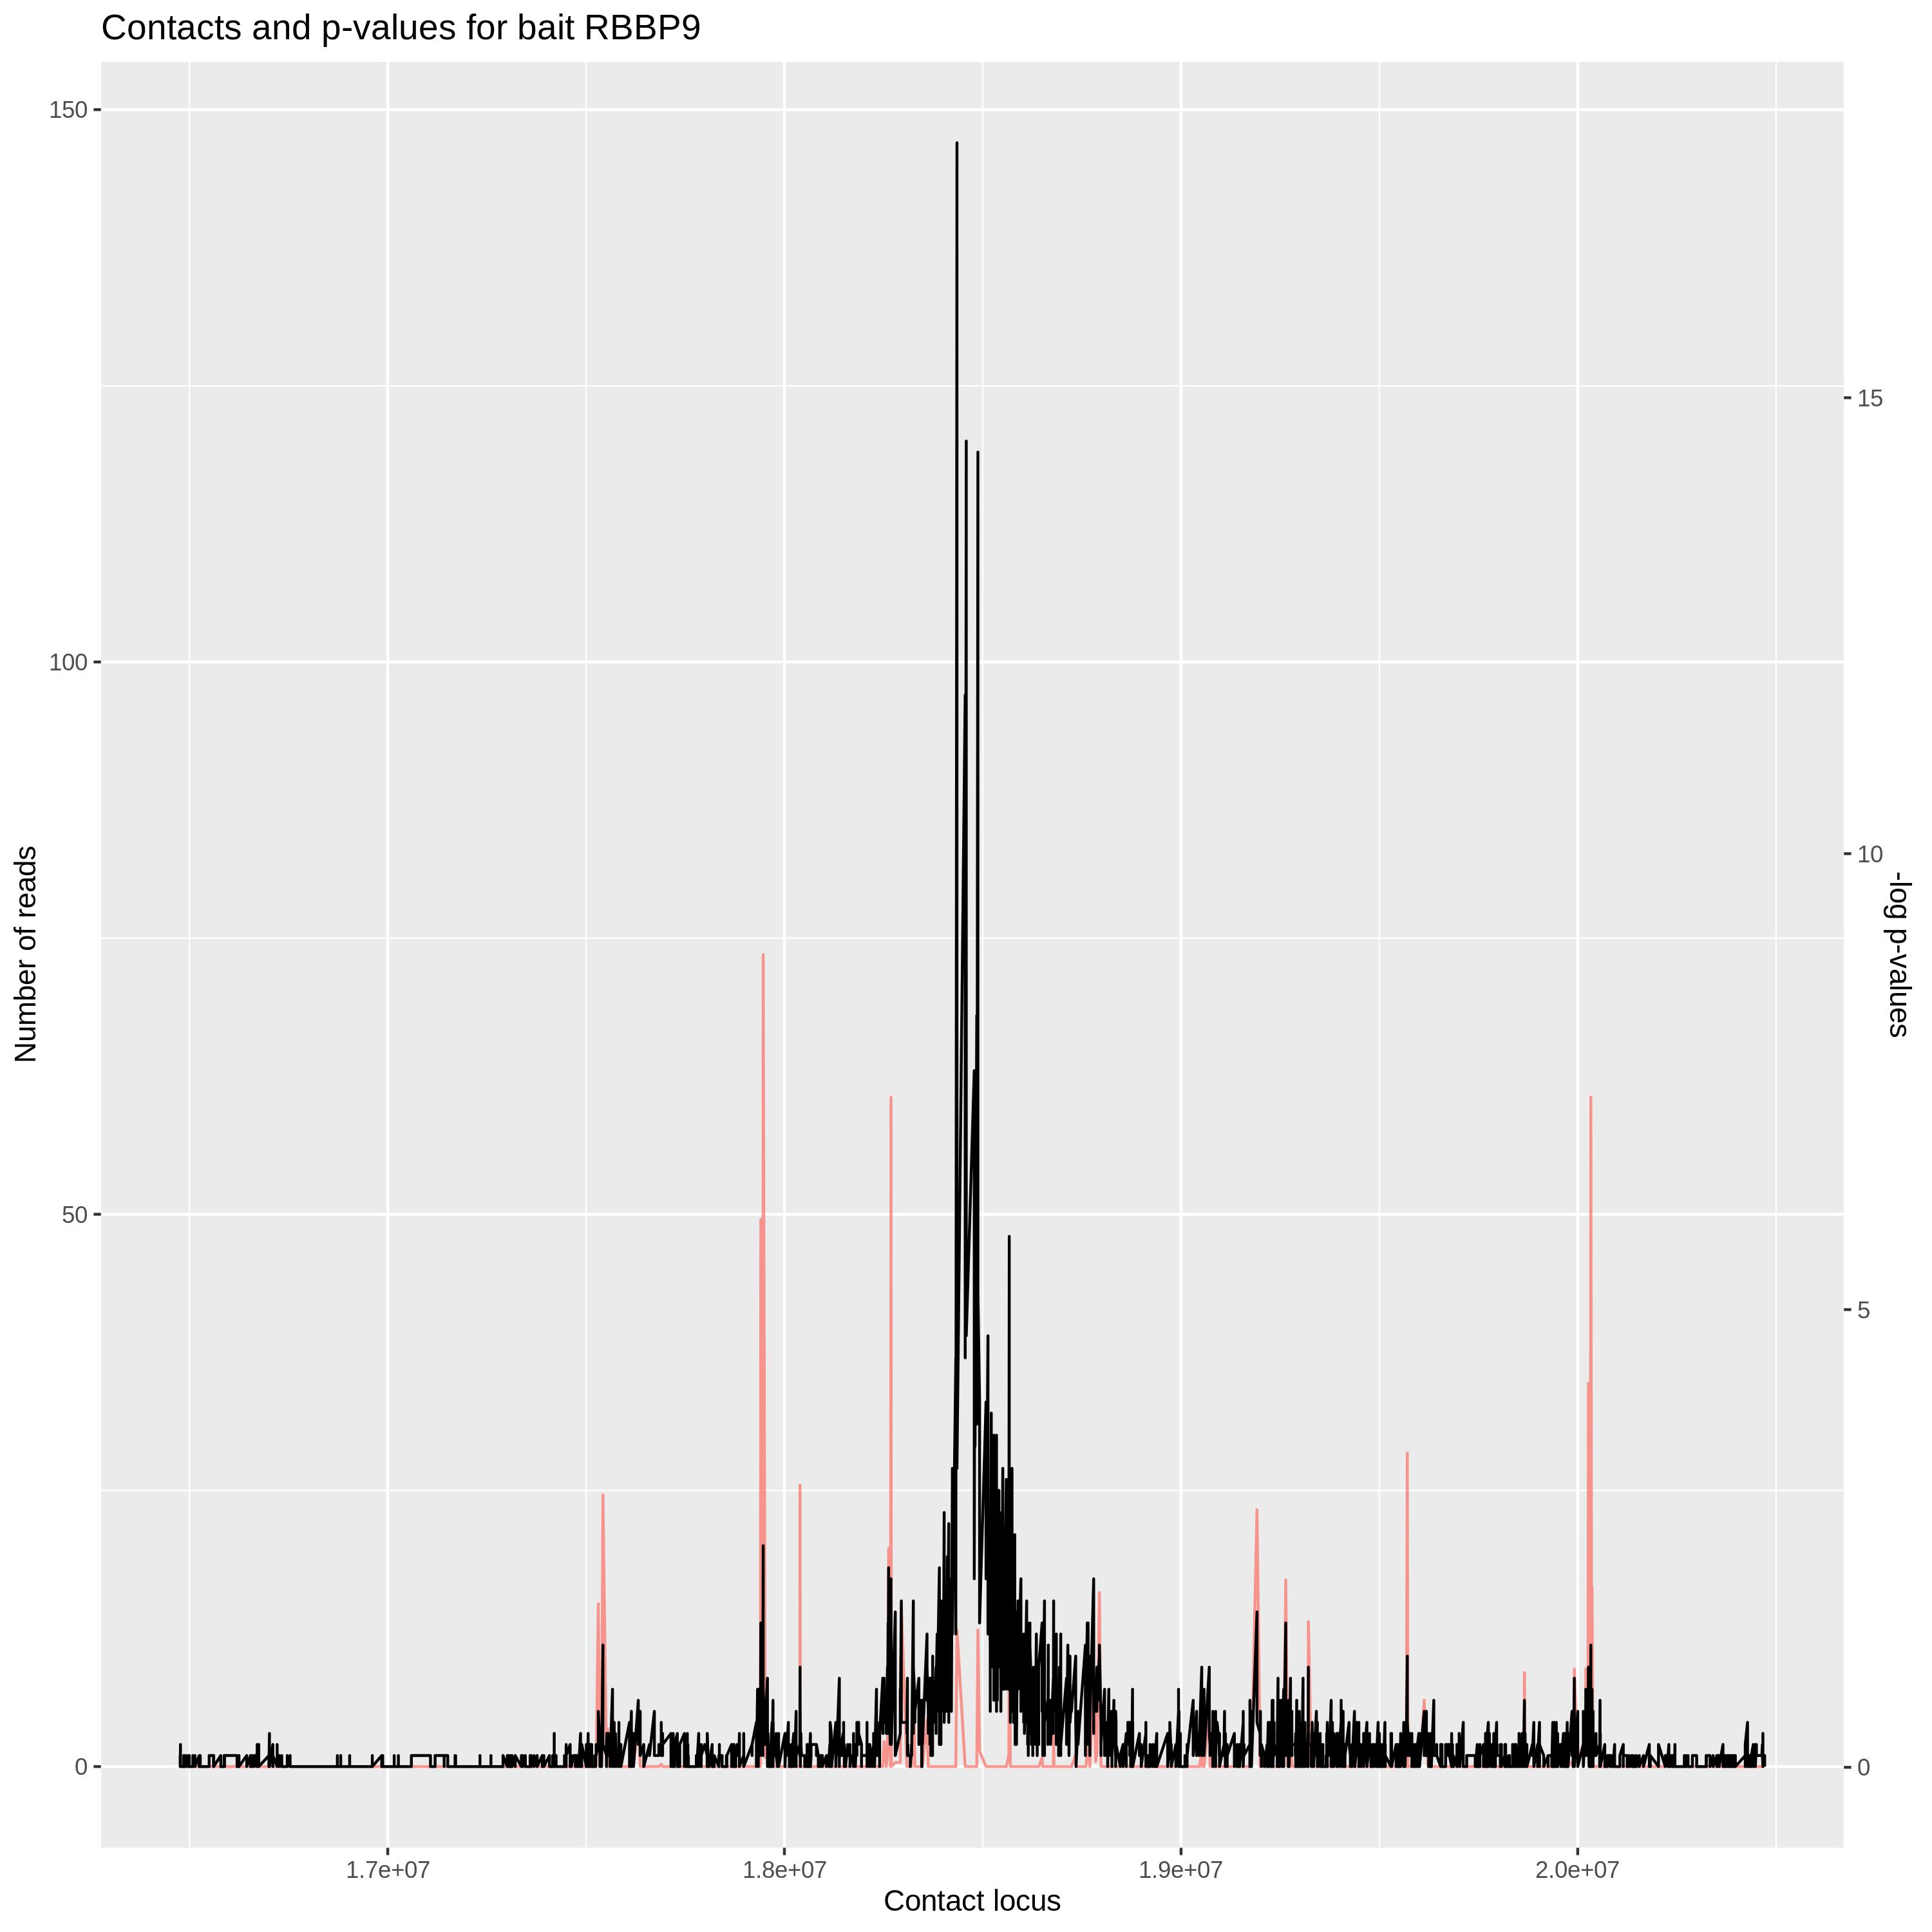 Contacts and p-values for bait RBBP9
150
100
50
0
Number of reads
15
10
5
0
-log p-values
1.7e+07
1.8e+07
1.9e+07
2.0e+07
Contact locus